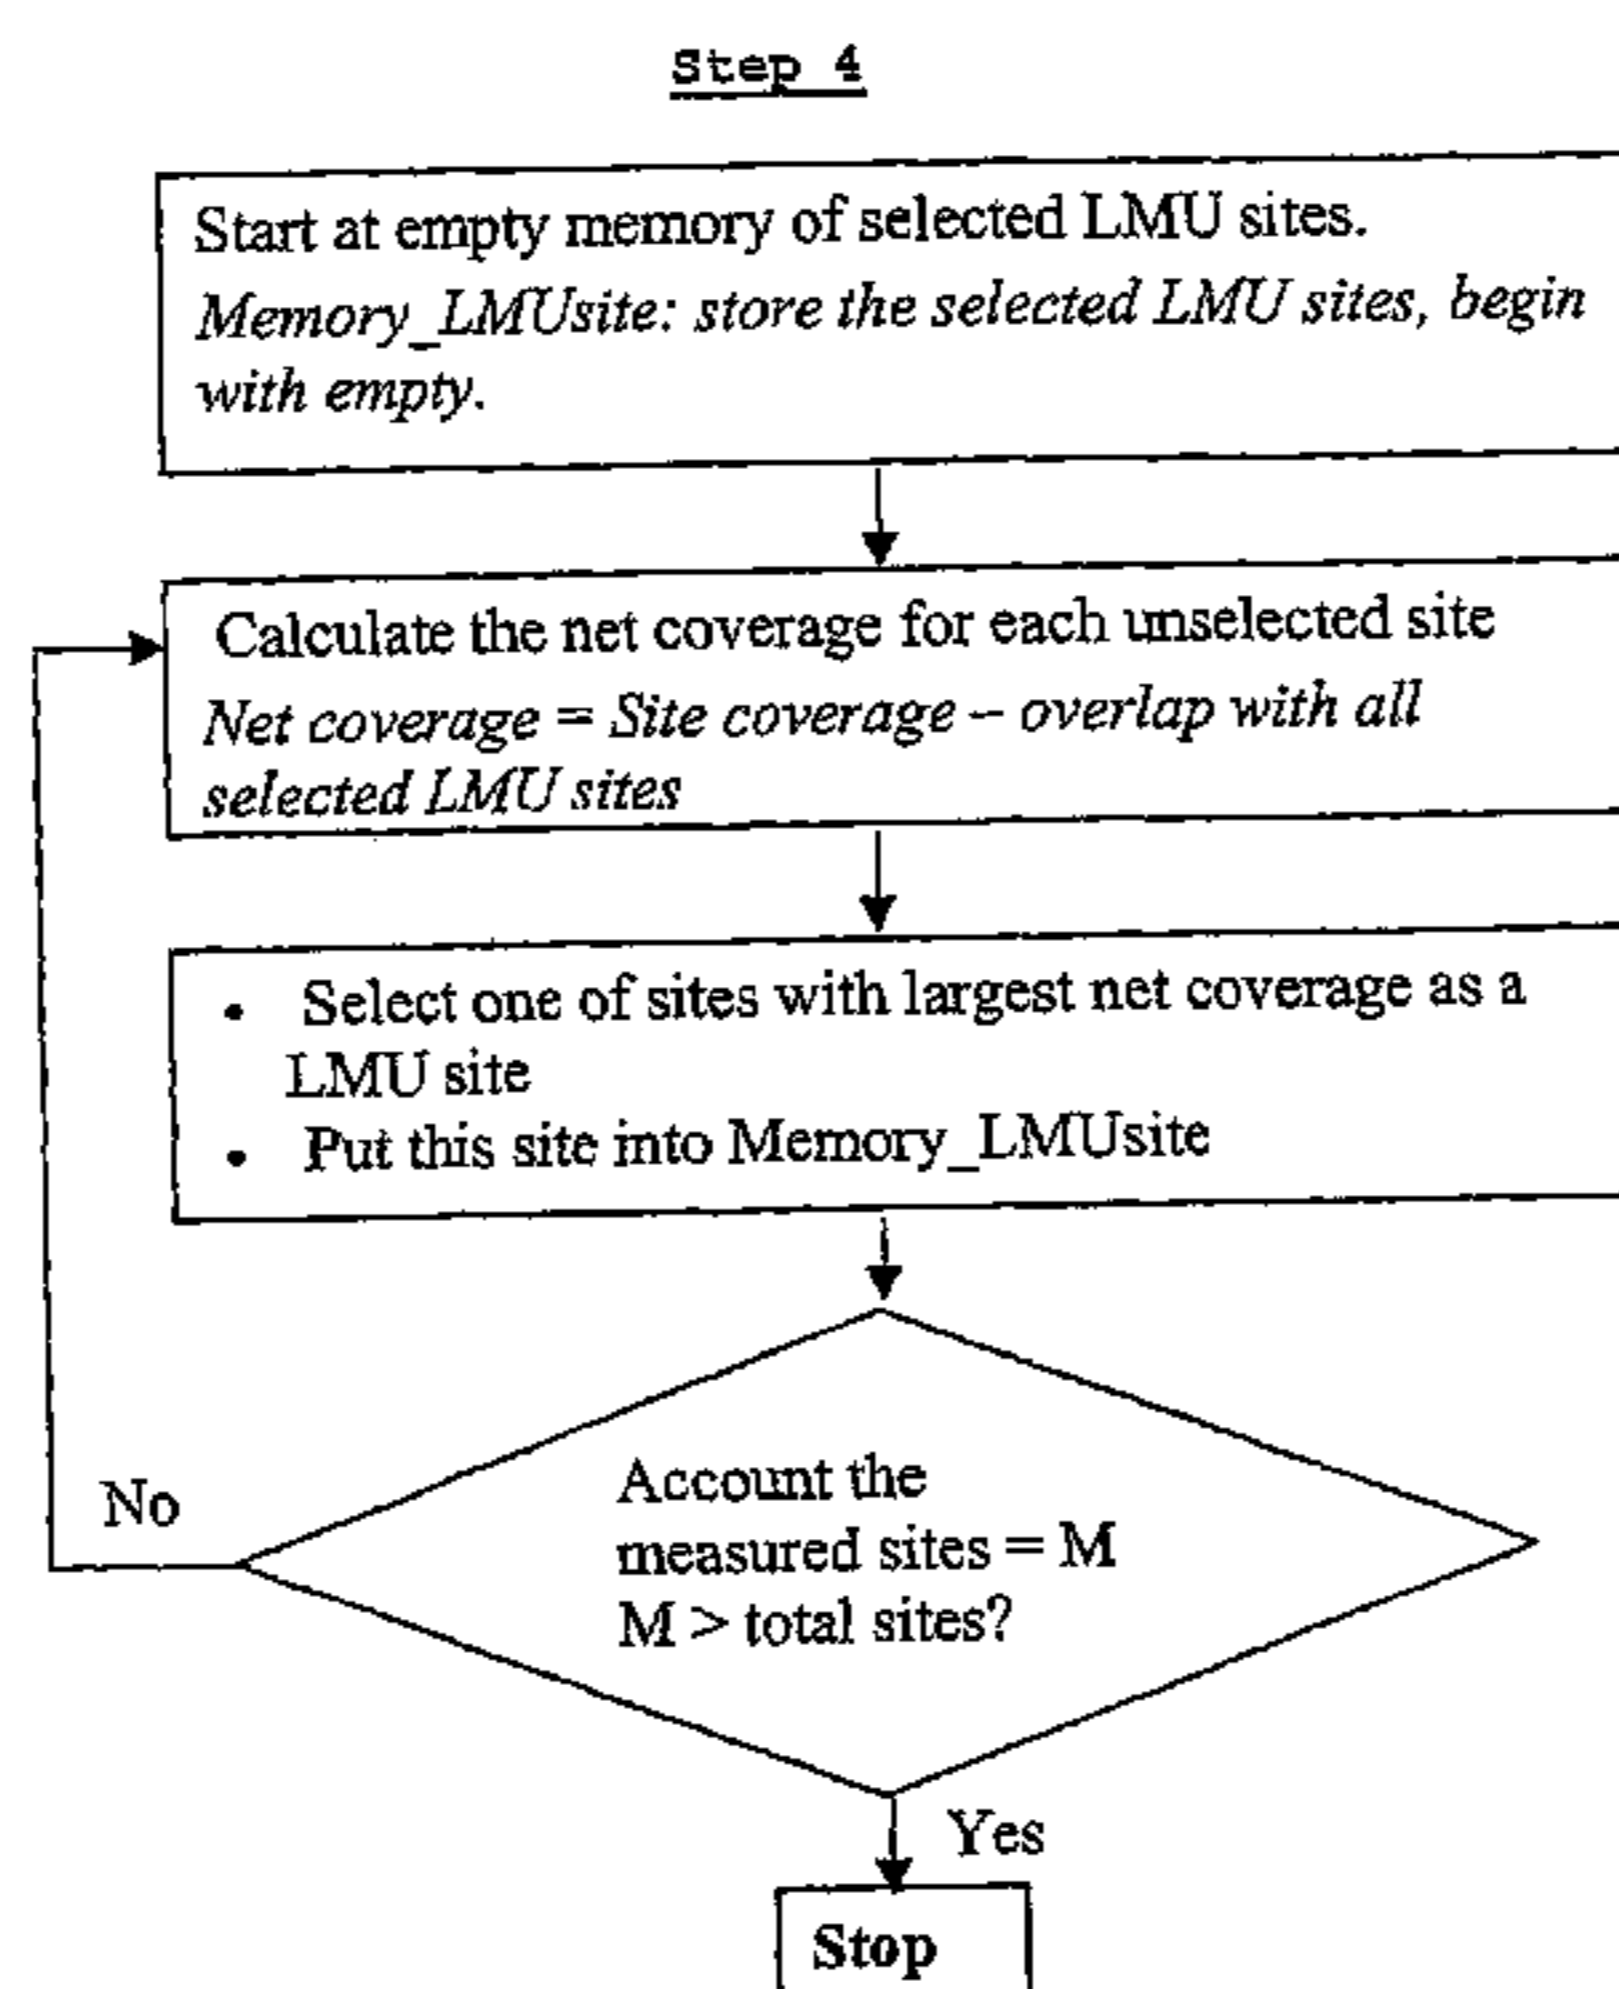 Step 4
Start at empty memory of selected LMU sites.
Memory_LMUsite: store the selected LMU sites, begin
with empty.
Calculate the net coverage for each unselected site
Net coverage = Site coverage – overlap with all
selected LMU sites
• Select one of sites with largest net coverage as a
LMU site
• Put this site into Memory_LMUsite
Account the
measured sites = M
M > total sites?
No
Yes
Stop